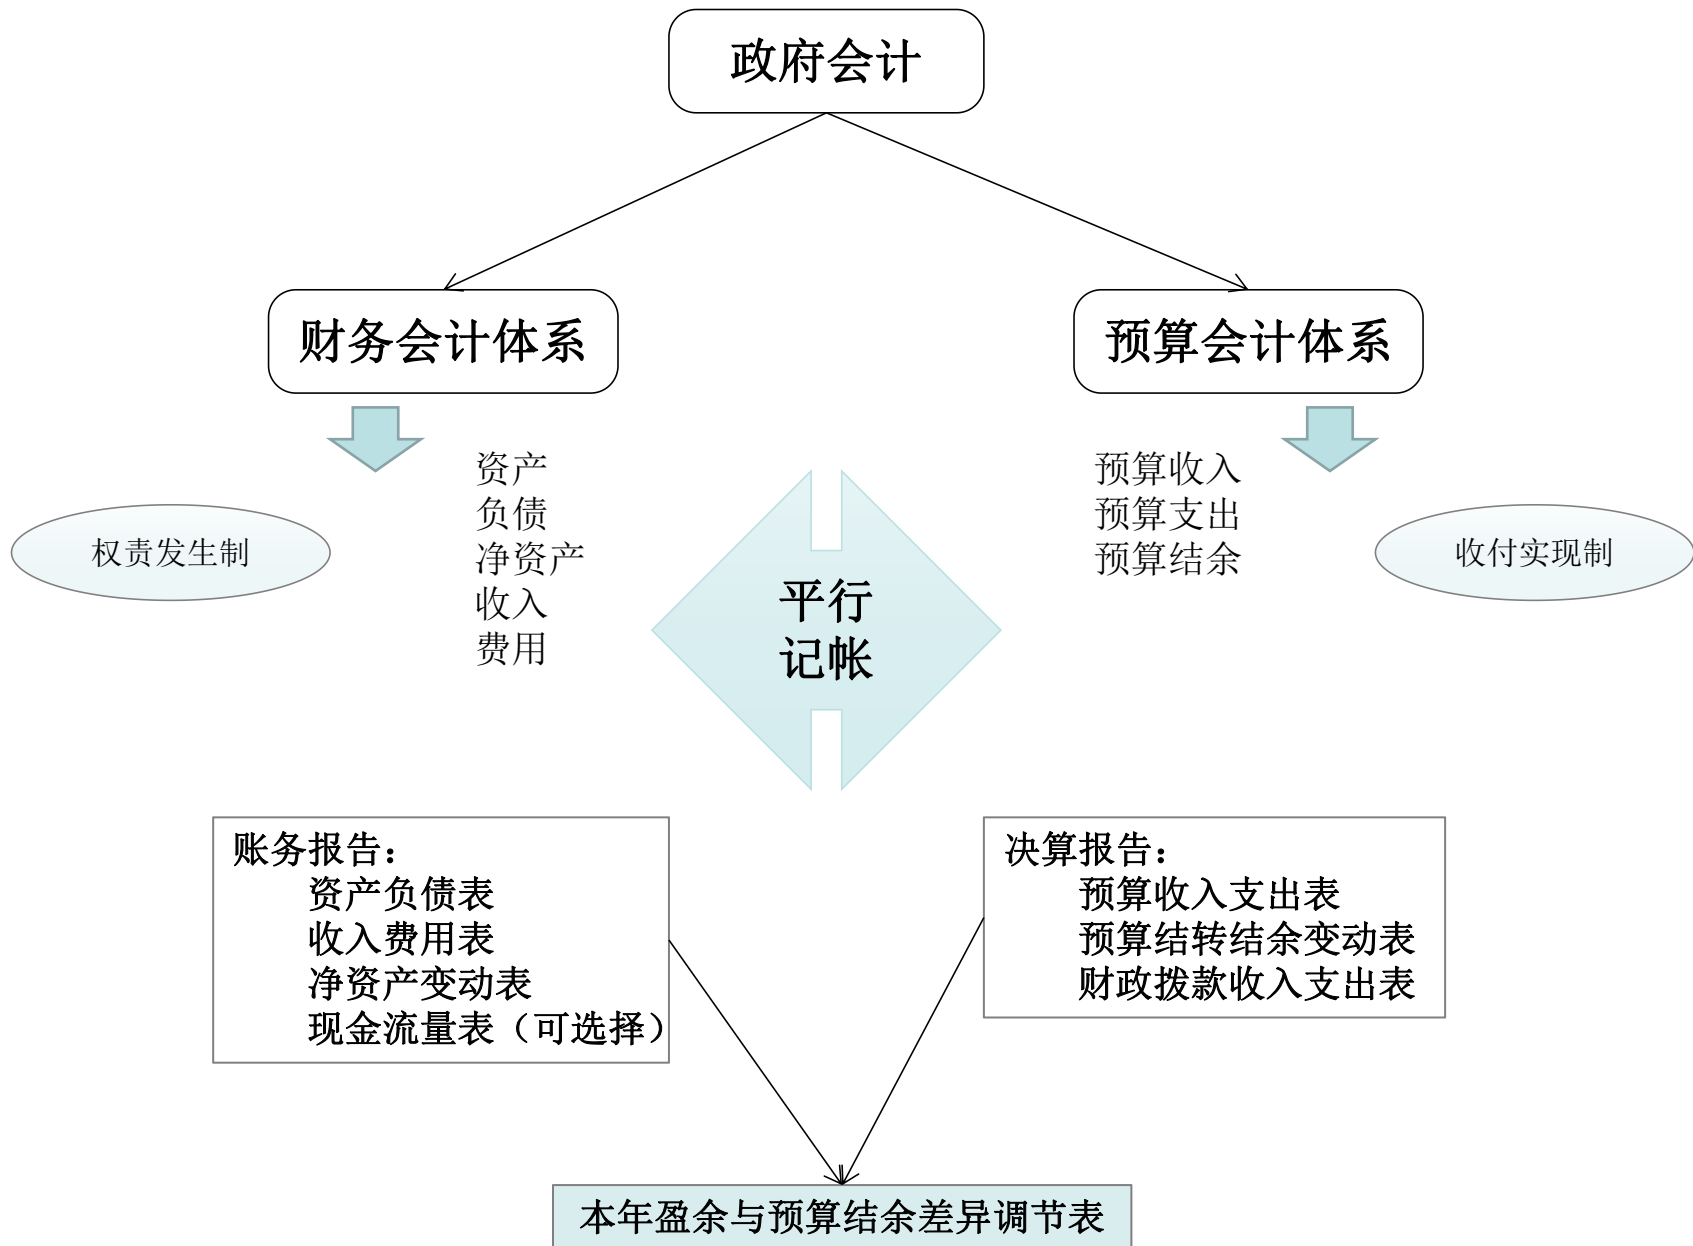 政府会计
财务会计体系
预算会计体系
资产
负债
净资产
收入
费用
预算收入
预算支出
预算结余
权责发生制
收付实现制
平行
记帐
账务报告：
资产负债表
收入费用表
净资产变动表
现金流量表（可选择）
决算报告：
预算收入支出表
预算结转结余变动表
财政拨款收入支出表
本年盈余与预算结余差异调节表